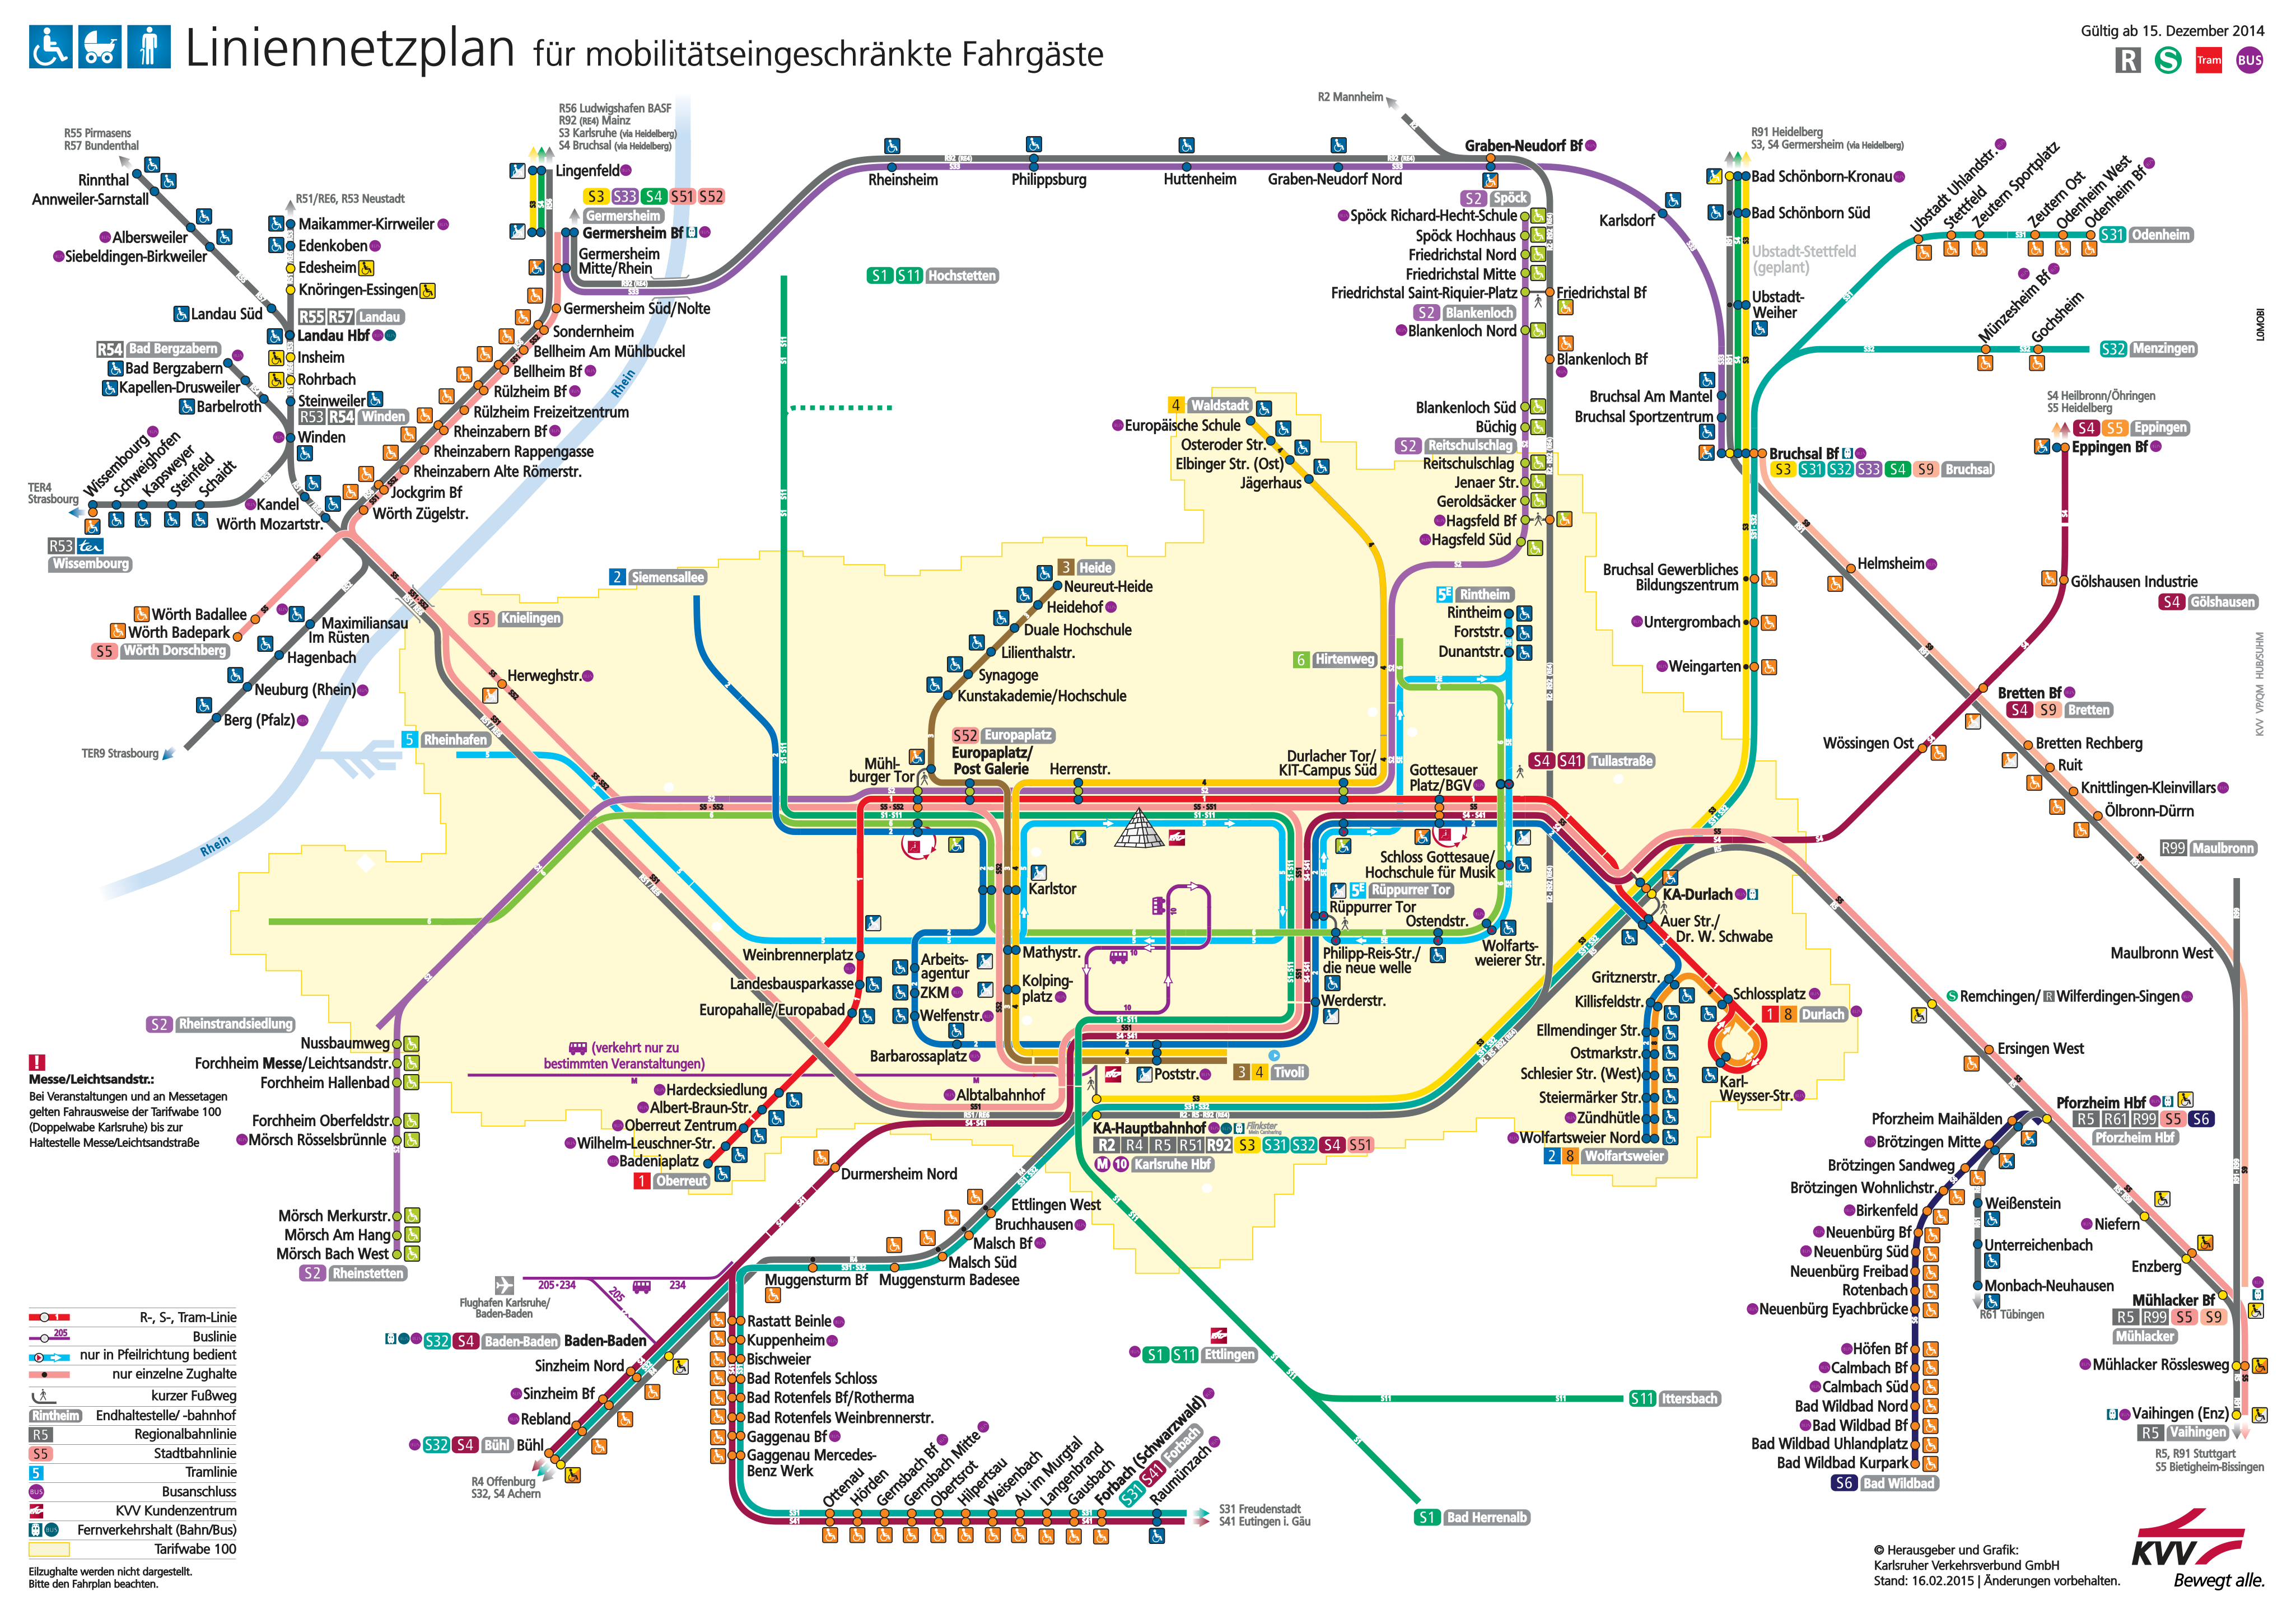 Liniennetzplan für mobilitätseingeschränkte Fahrgäste
Gültig ab 15. Dezember 2014
R S Tram BUS
R55 Pirmasens
R57 Bundenthal
Rinnthal
Annweiler-Sarnstall
Albersweiler
Siebeldingen-Birkweiler
Landau Süd
R51/RE6, R53 Neustadt
Maikammer-Kirrweiler
Edenkoben
Edesheim
Knöringen-Essingen
R55 R57 Landau
Landau Hbf
Insheim
Rohrbach
Steinweiler
R53 R54 Winden
Winden
R54 Bad Bergzabern
Bad Bergzabern
Kapellen-Drusweiler
Barbelroth
Wissembourg
Schweighofen
Kapsweyer
Steinfeld
Schaidt
TER4
Strasbourg
R53 ter
Wissembourg
Kandel
Wörth Mozartstr.
R56 Ludwigshafen BASF
R92 (RE4) Mainz
S3 Karlsruhe (via Heidelberg)
S4 Bruchsal (via Heidelberg)
Lingenfeld
S3 S33 S4 S51 S52
Germersheim
Germersheim Bf
Germersheim
Mitte/Rhein
Germersheim Süd/Nolte
Sondernheim
Bellheim Am Mühlbuckel
Bellheim Bf
Rülzheim Bf
Rülzheim Freizeitzentrum
Rheinzabern Bf
Rheinzabern Rappengasse
Rheinzabern Alte Römerstr.
Jockgrim Bf
Wörth Zügelstr.
Rhein
Wörth Badallee
Wörth Badepark
S5 Wörth Dorschberg
Maximiliansau
Im Rüsten
Hagenbach
Neuburg (Rhein)
Berg (Pfalz)
TER9 Strasbourg
Rhein
Rheinsheim
Philippsburg
Huttenheim
Graben-Neudorf Nord
R2 Mannheim
Graben-Neudorf Bf
S2 Spöck
Spöck Richard-Hecht-Schule
Spöck Hochhaus
Friedrichstal Nord
Friedrichstal Mitte
Friedrichstal Saint-Riquier-Platz
Friedrichstal Bf
S2 Blankenloch
Blankenloch Nord
Blankenloch Bf
Blankenloch Süd
Büchig
S2 Reitschulschlag
Reitschulschlag
Jenaer Str.
Geroldsäcker
Hagsfeld Bf
Hagsfeld Süd
Karlsdorf
R91 Heidelberg
S3, S4 Germersheim (via Heidelberg)
Bad Schönborn-Kronau
Bad Schönborn Süd
Ubstadt-Stettfeld
(geplant)
Ubstadt-
Weiher
Bruchsal Am Mantel
Bruchsal Sportzentrum
Bruchsal Bf
S3 S31 S32 S33 S4 S9 Bruchsal
Ubstadt Uhlandstr.
Stettfeld
Zeutern Sportplatz
Zeutern Ost
Odenheim West
Odenheim Bf
S31 Odenheim
Münzesheim Bf
Gochsheim
S32 Menzingen
S4 Heilbronn/Öhringen
S5 Heidelberg
S4 S5 Eppingen
Eppingen Bf
Gölshausen Industrie
S4 Gölshausen
Bruchsal Gewerbliches
Bildungszentrum
Untergrombach
Weingarten
Helmsheim
Bretten Bf
S4 S9 Bretten
Wössingen Ost
Bretten Rechberg
Ruit
Knittlingen-Kleinvillars
Ölbronn-Dürrn
R99 Maulbronn
Maulbronn West
L0MOBI
KVV VP/QM HUB/SUHM
S1 S11 Hochstetten
2 Siemensallee
S5 Knielingen
Herweghstr.
5 Rheinhafen
3 Heide
Neureut-Heide
Heidehof
Duale Hochschule
Lilienthalstr.
Synagoge
Kunstakademie/Hochschule
4 Waldstadt
Europäische Schule
Osteroder Str.
Elbinger Str. (Ost)
Jägerhaus
5E Rintheim
Rintheim
Forststr.
Dunantstr.
6 Hirtenweg
S52 Europaplatz
Europaplatz/
Post Galerie
Mühl-
burger Tor
Herrenstr.
Durlacher Tor/
KIT-Campus Süd
Gottesauer
Platz/BGV
S4 S41 Tullastraße
Schloss Gottesaue/
Hochschule für Musik
5E Rüppurrer Tor
Rüppurrer Tor
Ostendstr.
Philipp-Reis-Str./
die neue welle
Wolfarts-
weierer Str.
Werderstr.
Karlstor
Mathystr.
Kolping-
platz
Weinbrennerplatz
Landesbausparkasse
Europahalle/Europabad
Arbeits-
agentur
ZKM
Welfenstr.
Barbarossaplatz
Poststr.
3 4 Tivoli
Albtalbahnhof
(verkehrt nur zu
bestimmten Veranstaltungen)
Hardecksiedlung
Albert-Braun-Str.
Oberreut Zentrum
Wilhelm-Leuschner-Str.
Badeniaplatz
1 Oberreut
KA-Hauptbahnhof
Flinkster
Mein Carsharing
R2 R4 R5 R51 R92 S3 S31 S32 S4 S51
M 10 Karlsruhe Hbf
KA-Durlach
Auer Str./
Dr. W. Schwabe
Gritznerstr.
Killisfeldstr.
Ellmendinger Str.
Ostmarkstr.
Schlesier Str. (West)
Steiermärker Str.
Zündhütle
Wolfartsweier Nord
2 8 Wolfartsweier
Schlossplatz
1 8 Durlach
Karl-
Weysser-Str.
S Remchingen/ R Wilferdingen-Singen
Ersingen West
Pforzheim Hbf
R5 R61 R99 S5 S6
Pforzheim Hbf
Pforzheim Maihälden
Brötzingen Mitte
Brötzingen Sandweg
Brötzingen Wohnlichstr.
Birkenfeld
Neuenbürg Bf
Neuenbürg Süd
Neuenbürg Freibad
Rotenbach
Neuenbürg Eyachbrücke
Höfen Bf
Calmbach Bf
Calmbach Süd
Bad Wildbad Nord
Bad Wildbad Bf
Bad Wildbad Uhlandplatz
Bad Wildbad Kurpark
S6 Bad Wildbad
Weißenstein
Unterreichenbach
Monbach-Neuhausen
R61 Tübingen
Niefern
Enzberg
Mühlacker Bf
R5 R99 S5 S9
Mühlacker
Mühlacker Rösslesweg
Vaihingen (Enz)
R5 Vaihingen
R5, R91 Stuttgart
S5 Bietigheim-Bissingen
S2 Rheinstrandsiedlung
Nussbaumweg
Forchheim Messe/Leichtsandstr.
Forchheim Hallenbad
Forchheim Oberfeldstr.
Mörsch Rösselsbrünnle
Mörsch Merkurstr.
Mörsch Am Hang
Mörsch Bach West
S2 Rheinstetten
!
Messe/Leichtsandstr.:
Bei Veranstaltungen und an Messetagen
gelten Fahrausweise der Tarifwabe 100
(Doppelwabe Karlsruhe) bis zur
Haltestelle Messe/Leichtsandstraße
Durmersheim Nord
Ettlingen West
Bruchhausen
Malsch Bf
Malsch Süd
Muggensturm Bf
Muggensturm Badesee
Flughafen Karlsruhe/
Baden-Baden
205 · 234
234
205
S32 S4 Baden-Baden Baden-Baden
Sinzheim Nord
Sinzheim Bf
Rebland
S32 S4 Bühl Bühl
R4 Offenburg
S32, S4 Achern
Rastatt Beinle
Kuppenheim
Bischweier
Bad Rotenfels Schloss
Bad Rotenfels Bf/Rotherma
Bad Rotenfels Weinbrennerstr.
Gaggenau Bf
Gaggenau Mercedes-
Benz Werk
Ottenau
Hörden
Gernsbach Bf
Gernsbach Mitte
Obertsrot
Hilpertsau
Weisenbach
Au im Murgtal
Langenbrand
Gausbach
Forbach (Schwarzwald)
S31 S41 Forbach
Raumünzach
S31 Freudenstadt
S41 Eutingen i. Gäu
S1 S11 Ettlingen
S11 Ittersbach
S1 Bad Herrenalb
R-, S-, Tram-Linie
205 Buslinie
nur in Pfeilrichtung bedient
nur einzelne Zughalte
kurzer Fußweg
Rintheim Endhaltestelle/ -bahnhof
R5 Regionalbahnlinie
S5 Stadtbahnlinie
5 Tramlinie
BUS Busanschluss
KVV Kundenzentrum
BUS Fernverkehrshalt (Bahn/Bus)
Tarifwabe 100
Eilzughalte werden nicht dargestellt.
Bitte den Fahrplan beachten.
© Herausgeber und Grafik:
Karlsruher Verkehrsverbund GmbH
Stand: 16.02.2015 | Änderungen vorbehalten.
KVV
Bewegt alle.